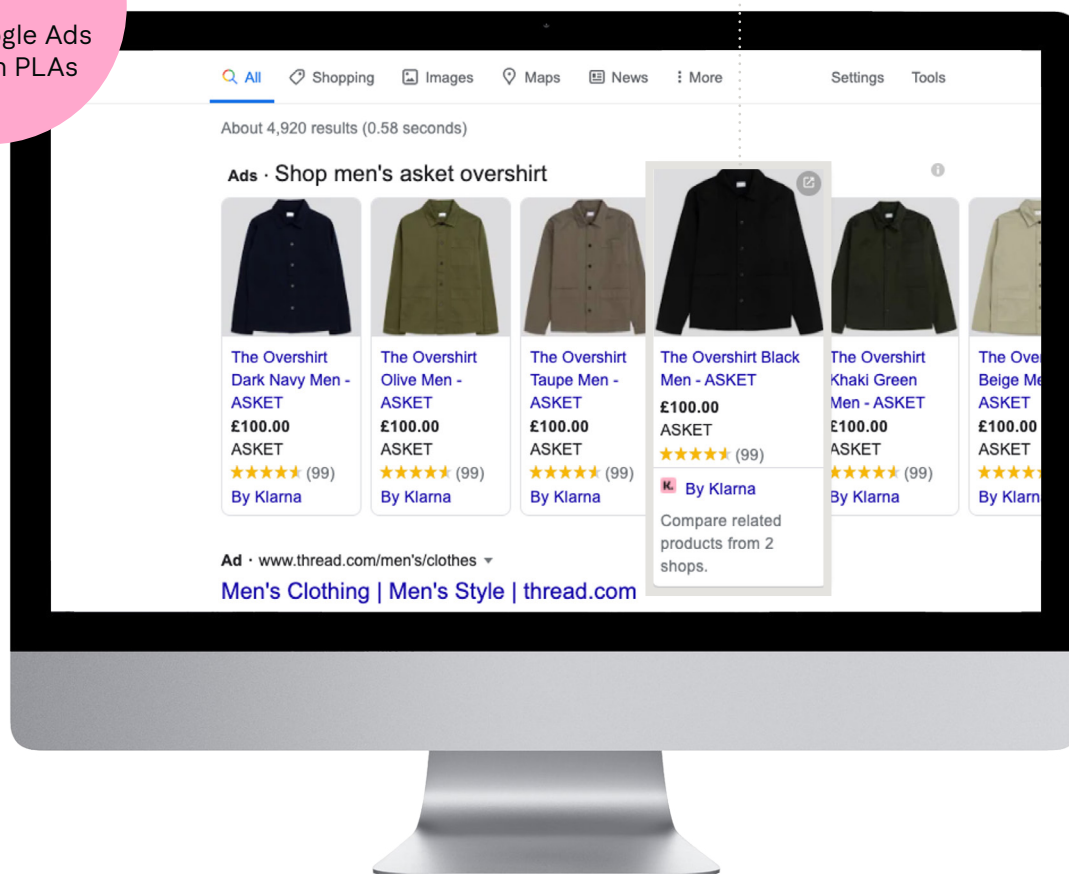 gle Ads
n PLAs
All Shopping Images Maps News More Settings Tools
About 4,920 results (0.58 seconds)
Ads · Shop men's asket overshirt
The Overshirt
Dark Navy Men -
ASKET
£100.00
ASKET
(99)
By Klarna
The Overshirt
Olive Men -
ASKET
£100.00
ASKET
(99)
By Klarna
The Overshirt
Taupe Men -
ASKET
£100.00
ASKET
(99)
By Klarna
The Overshirt Black
Men - ASKET
£100.00
ASKET
(99)
K. By Klarna
Compare related
products from 2
shops.
The Overshirt
Khaki Green
Men - ASKET
£100.00
ASKET
(99)
By Klarna
The Over
Beige Me
ASKET
£100.00
ASKET
By Klarn
Ad · www.thread.com/men's/clothes
Men's Clothing | Men's Style | thread.com